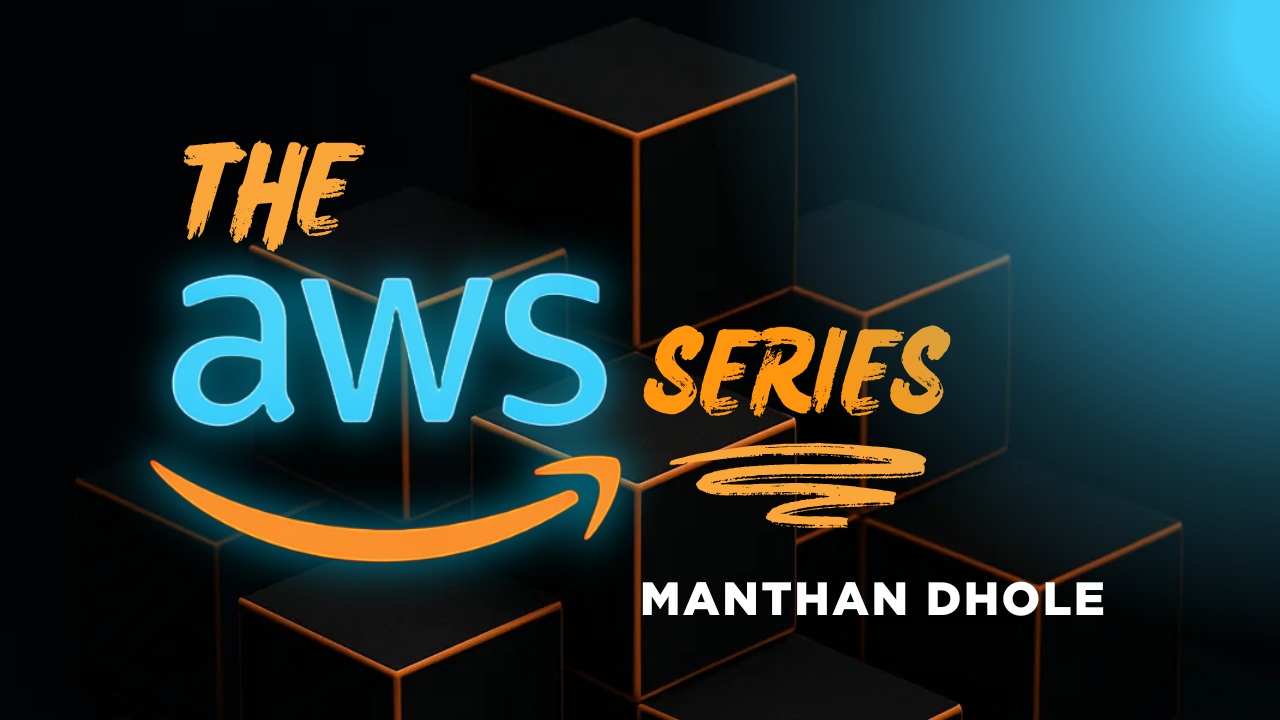 THE
aws
SERIES
MANTHAN DHOLE